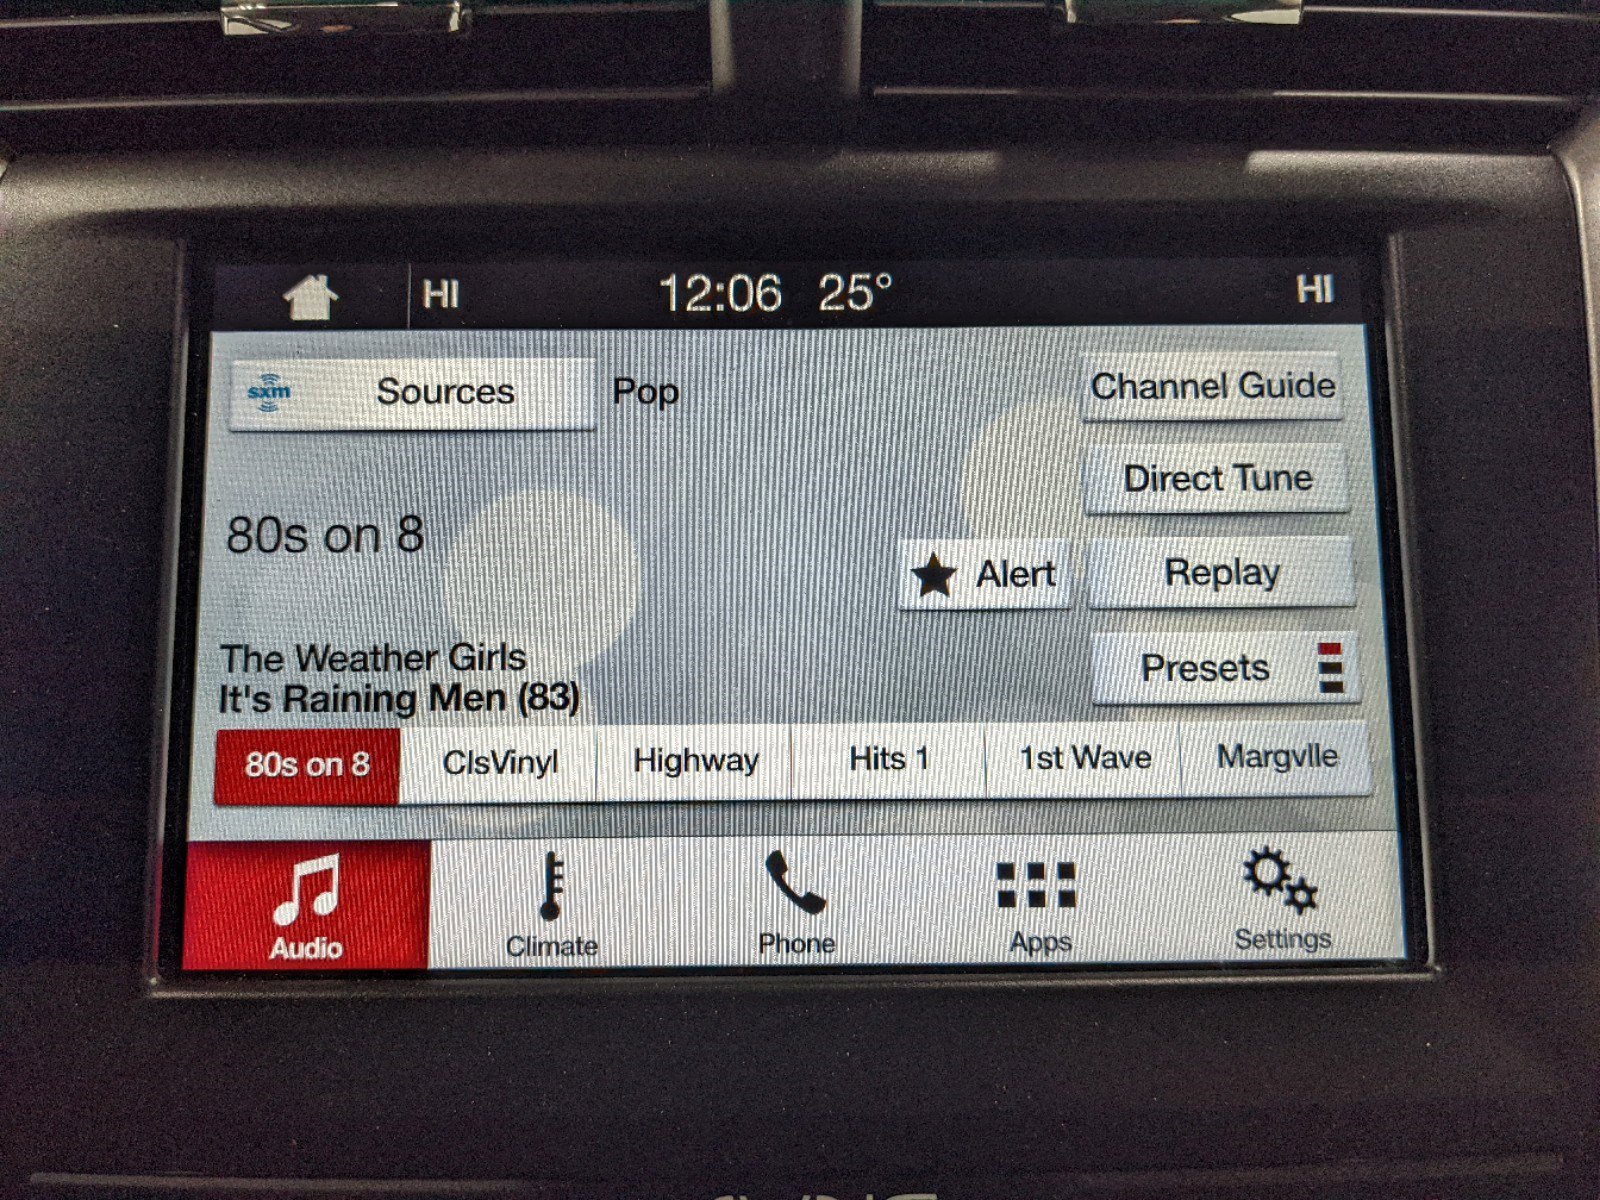 HI 12:06 25° HI
sxm Sources Pop Channel Guide
Direct Tune
80s on 8
Alert Replay
The Weather Girls
Presets
It's Raining Men (83)
80s on 8 ClsVinyl Highway Hits 1 1st Wave Margvlle
Audio Climate Phone Apps Settings